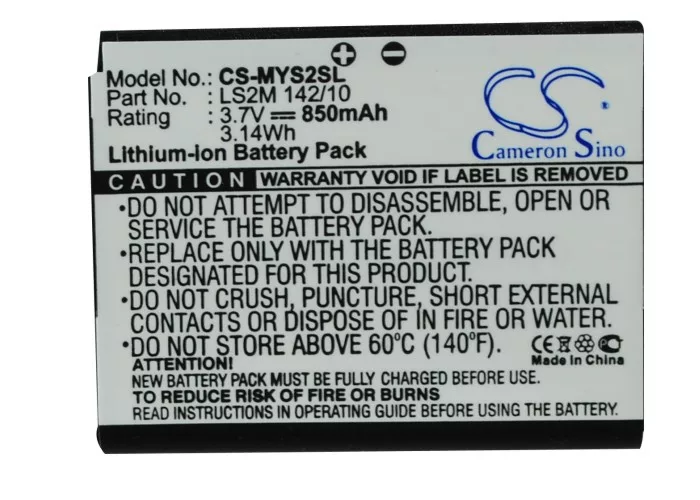 Model No.: CS-MYS2SL
Part No. : LS2M 142/10
Rating : 3.7V 850mAh
3.14Wh
Lithium-ion Battery Pack
CS
Cameron Sino
CAUTION WARRANTY VOID IF LABEL IS REMOVED
•DO NOT ATTEMPT TO DISASSEMBLE, OPEN OR
SERVICE THE BATTERY PACK.
•REPLACE ONLY WITH THE BATTERY PACK
DESIGNATED FOR THIS EQUIPMENT.
•DO NOT CRUSH, PUNCTURE, SHORT EXTERNAL
CONTACTS, OR DISPOSE OF IN FIRE OR WATER.
•DO NOT STORE ABOVE 60°C (140°F).
CE
Made in China
ATTENTION!
NEW BATTERY PACK MUST BE FULLY CHARGED BEFORE USE
TO REDUCE RISK OF FIRE OR BURNS
READ INSTRUCTIONS IN OPERATING GUIDE BEFORE USING THE BATTERY.